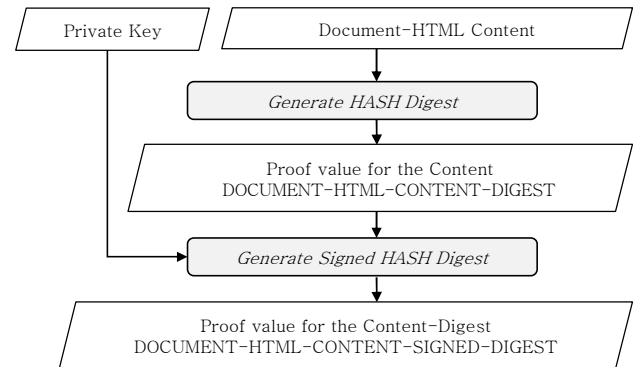 Private Key
Document-HTML Content
Generate HASH Digest
Proof value for the Content
DOCUMENT-HTML-CONTENT-DIGEST
Generate Signed HASH Digest
Proof value for the Content-Digest
DOCUMENT-HTML-CONTENT-SIGNED-DIGEST